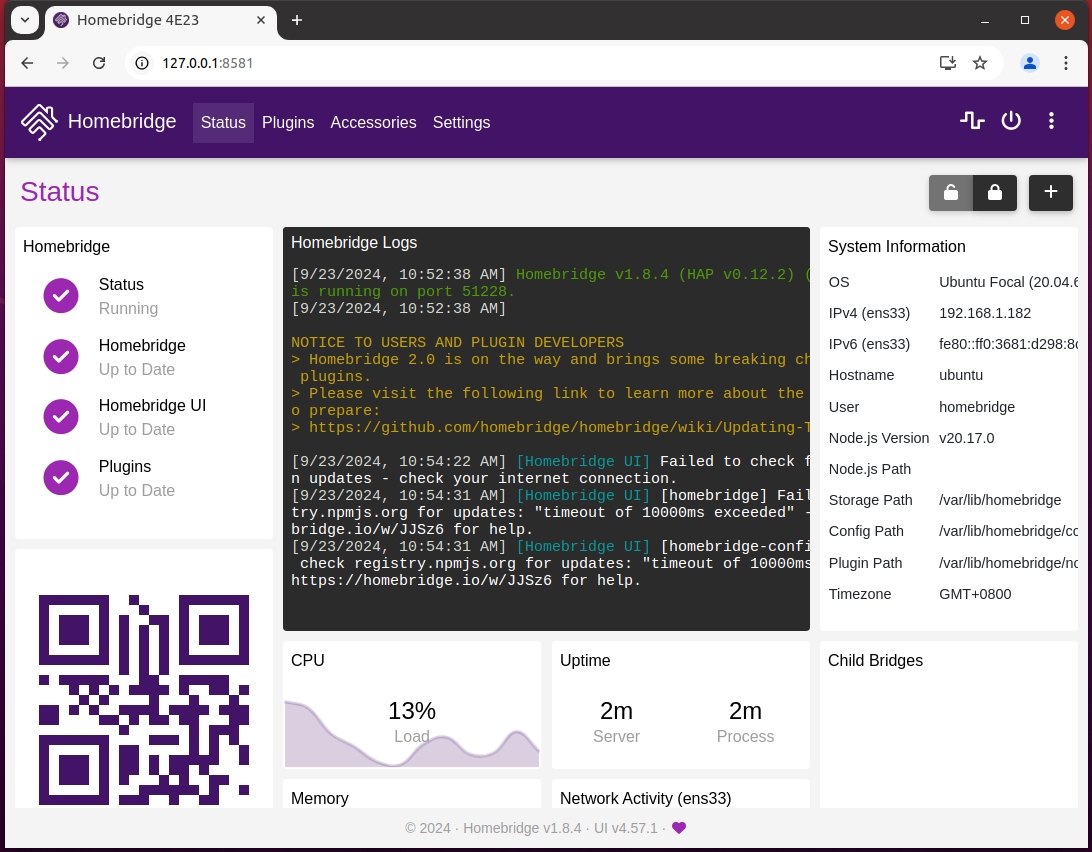 Homebridge 4E23
127.0.0.1:8581
Homebridge Status Plugins Accessories Settings
Status
Homebridge
Status
Running
Homebridge
Up to Date
Homebridge UI
Up to Date
Plugins
Up to Date
Homebridge Logs
[9/23/2024, 10:52:38 AM] Homebridge v1.8.4 (HAP v0.12.2) (
is running on port 51228.
[9/23/2024, 10:52:38 AM]
NOTICE TO USERS AND PLUGIN DEVELOPERS
> Homebridge 2.0 is on the way and brings some breaking ch
plugins.
> Please visit the following link to learn more about the
o prepare:
> https://github.com/homebridge/homebridge/wiki/Updating-T
[9/23/2024, 10:54:22 AM] [Homebridge UI] Failed to check f
n updates - check your internet connection.
[9/23/2024, 10:54:31 AM] [Homebridge UI] [homebridge] Fail
try.npmjs.org for updates: "timeout of 10000ms exceeded" -
bridge.io/w/JJSz6 for help.
[9/23/2024, 10:54:31 AM] [Homebridge UI] [homebridge-confi
check registry.npmjs.org for updates: "timeout of 10000ms
https://homebridge.io/w/JJSz6 for help.
System Information
OS Ubuntu Focal (20.04.6
IPv4 (ens33) 192.168.1.182
IPv6 (ens33) fe80::ff0:3681:d298:8c
Hostname ubuntu
User homebridge
Node.js Version v20.17.0
Node.js Path
Storage Path /var/lib/homebridge
Config Path /var/lib/homebridge/co
Plugin Path /var/lib/homebridge/no
Timezone GMT+0800
CPU
13%
Load
Uptime
2m 2m
Server Process
Child Bridges
Memory
Network Activity (ens33)
© 2024 · Homebridge v1.8.4 · UI v4.57.1 ·